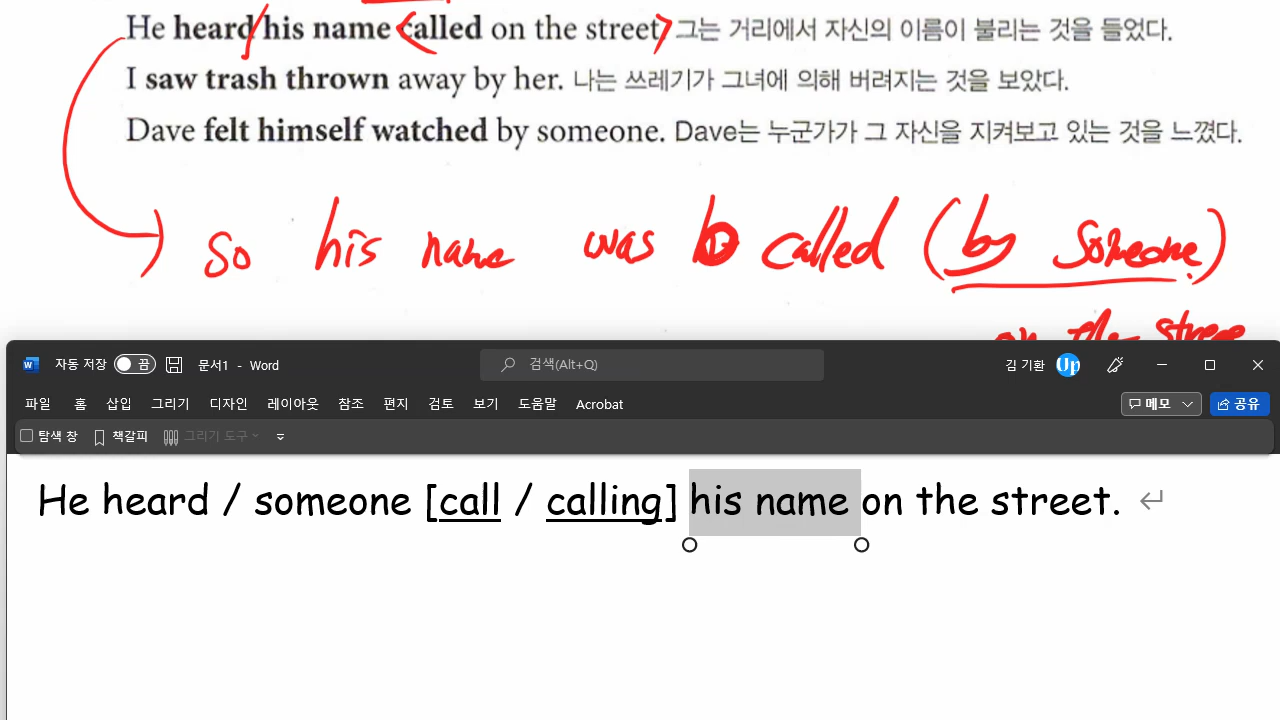 He heard his name called on the street. 그는 거리에서 자신의 이름이 불리는 것을 들었다.
I saw trash thrown away by her. 나는 쓰레기가 그녀에 의해 버려지는 것을 보았다.
Dave felt himself watched by someone. Dave는 누군가가 그 자신을 지켜보고 있는 것을 느꼈다.
so his name was called (by someone)
on the street
자동 저장 끔 문서1 - Word 검색(Alt+Q) 김 기환 Up
파일 홈 삽입 그리기 디자인 레이아웃 참조 편지 검토 보기 도움말 Acrobat 메모 공유
탐색 창 책갈피 그리기 도구
He heard / someone [call / calling] his name on the street.